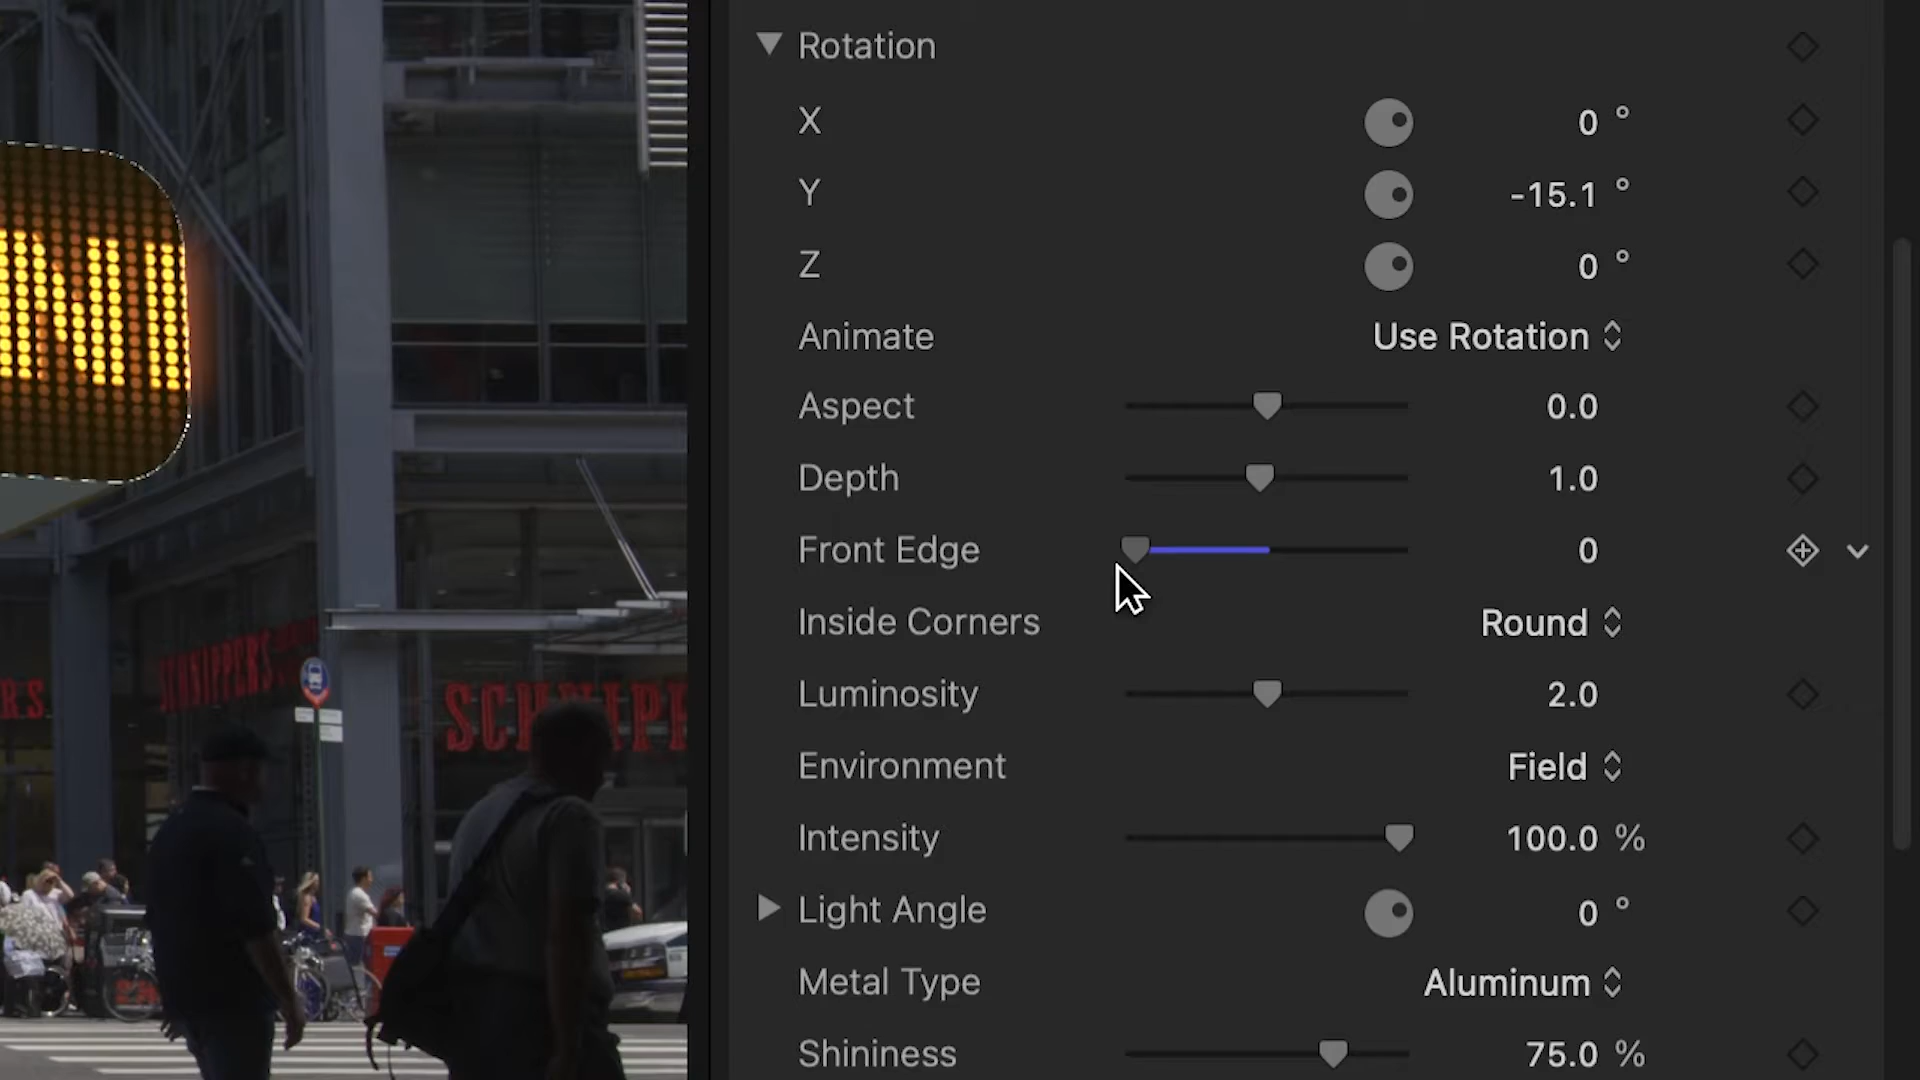 Rotation
X 0 °
Y -15.1 °
Z 0 °
Animate Use Rotation
Aspect 0.0
Depth 1.0
Front Edge 0
Inside Corners Round
Luminosity 2.0
Environment Field
Intensity 100.0 %
Light Angle 0 °
Metal Type Aluminum
Shininess 75.0 %
RS
SCHNIPPERS
SCHNIPPE